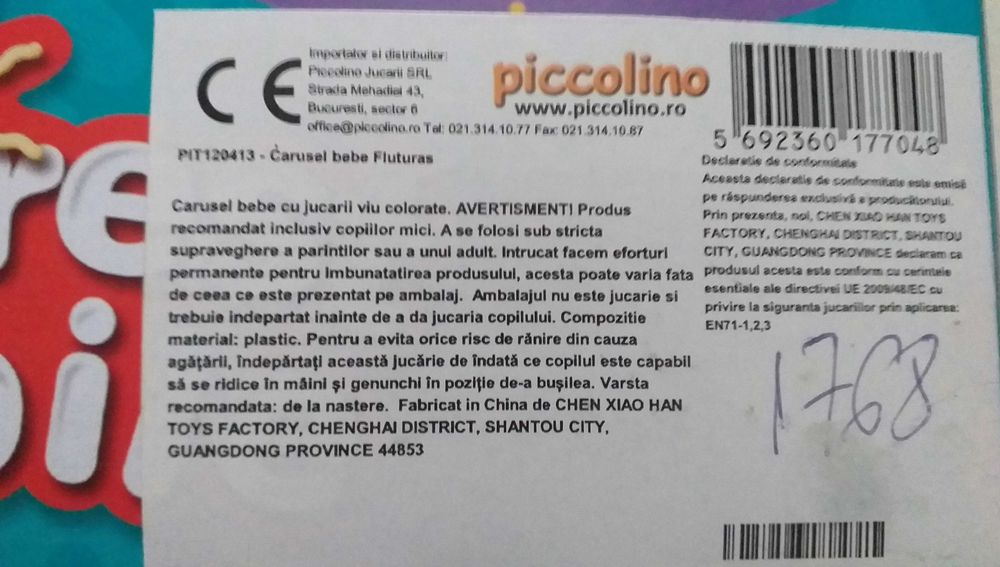 CE
Importator si distribuitor:
Piccolino Jucarii SRL
Strada Mehadiei 43,
Bucuresti, sector 6
office@piccolino.ro Tel: 021.314.10.77 Fax: 021.314.10.87
piccolino
www.piccolino.ro
5 692360 177048
PIT120413 - Carusel bebe Fluturas
Carusel bebe cu jucarii viu colorate. AVERTISMENT! Produs
recomandat inclusiv copiilor mici. A se folosi sub stricta
supraveghere a parintilor sau a unui adult. Intrucat facem eforturi
permanente pentru Imbunatatirea produsului, acesta poate varia fata
de ceea ce este prezentat pe ambalaj. Ambalajul nu este jucarie si
trebuie indepartat inainte de a da jucaria copilului. Compozitie
material: plastic. Pentru a evita orice risc de rănire din cauza
agăţării, îndepărtaţi această jucărie de îndată ce copilul este capabil
să se ridice în mâini şi genunchi în poziţie de-a buşilea. Varsta
recomandata: de la nastere. Fabricat in China de CHEN XIAO HAN
TOYS FACTORY, CHENGHAI DISTRICT, SHANTOU CITY,
GUANGDONG PROVINCE 44853
Declaratie de conformitate
Aceasta declaratie de conformitate este emisă
pe răspunderea exclusivă a producătorului.
Prin prezenta, noi, CHEN XIAO HAN TOYS
FACTORY, CHENGHAI DISTRICT, SHANTOU
CITY, GUANGDONG PROVINCE declaram ca
produsul acesta este conform cu cerintele
esentiale ale directivei UE 2009/48/EC cu
privire la siguranta jucariilor prin aplicarea:
EN71-1,2,3
1768
re